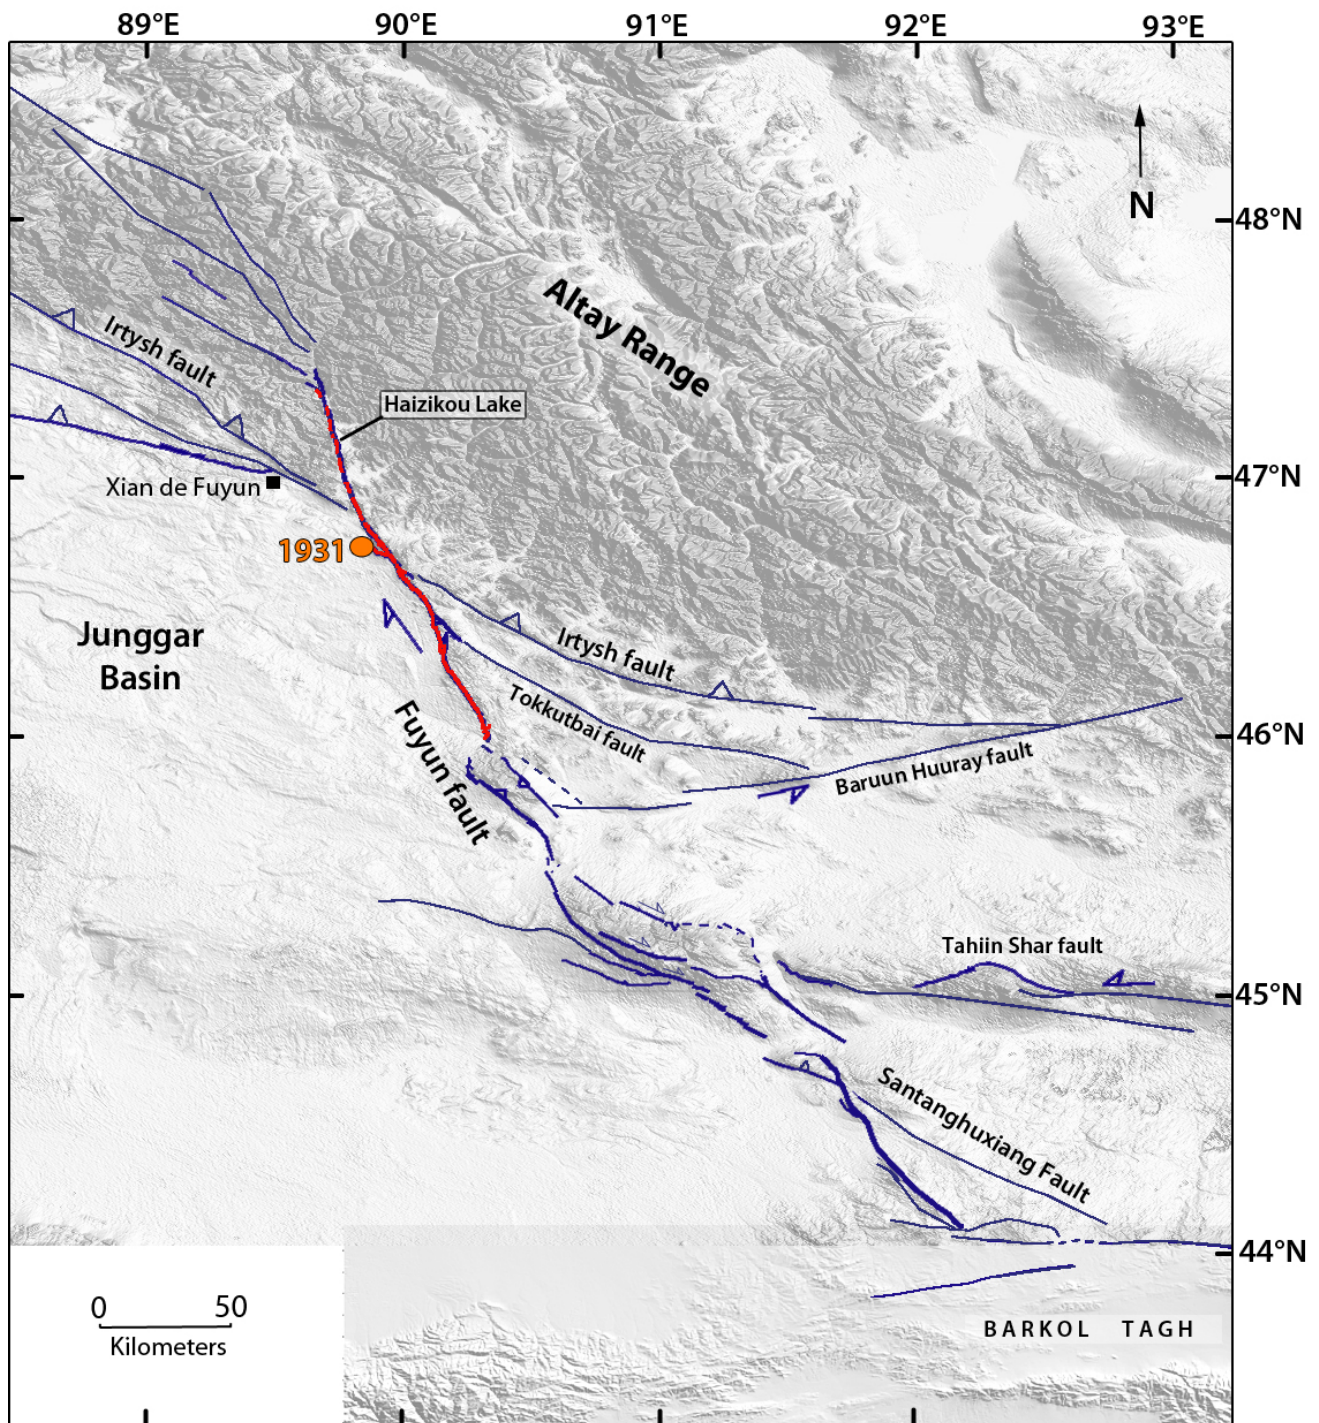 89°E 90°E 91°E 92°E 93°E
N
48°N
Altay Range
Irtysh fault
Haizikou Lake
47°N
Xian de Fuyun
1931
Junggar
Basin
Irtysh fault
Tokkutbai fault
46°N
Fuyun fault
Baruun Huuray fault
Tahiin Shar fault
45°N
Santanghuxiang Fault
44°N
0 50
Kilometers
BARKOL TAGH